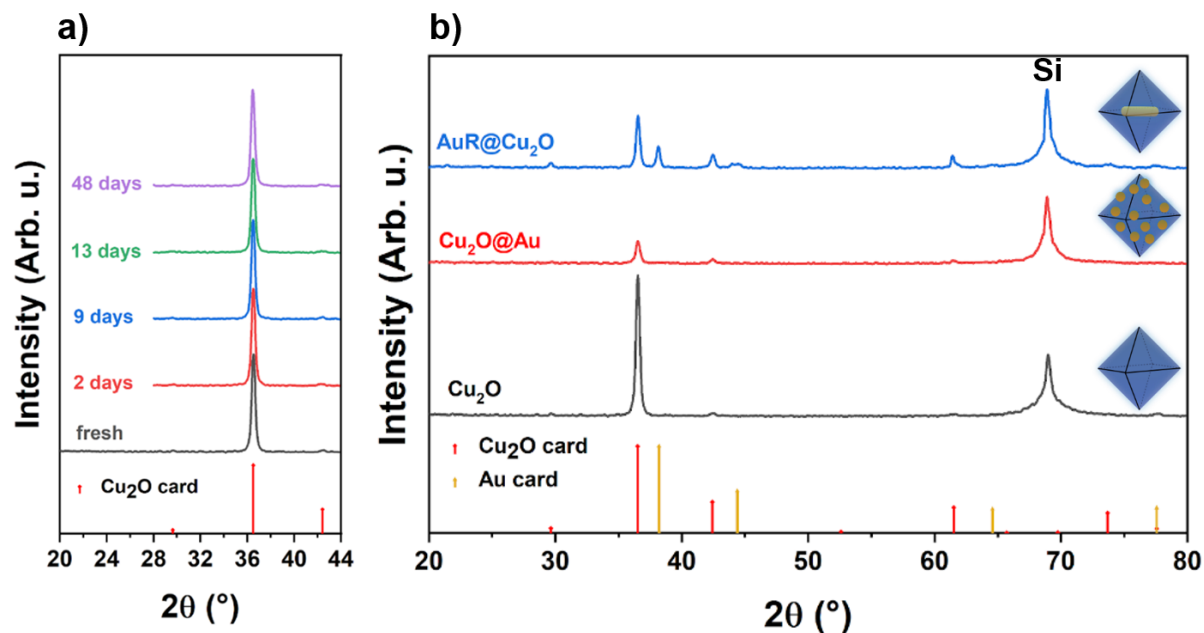 a)
Intensity (Arb. u.)
48 days
13 days
9 days
2 days
fresh
Cu₂O card
20 24 28 32 36 40 44
2θ (°)
b)
Intensity (Arb. u.)
Si
AuR@Cu₂O
Cu₂O@Au
Cu₂O
Cu₂O card
Au card
20 30 40 50 60 70 80
2θ (°)